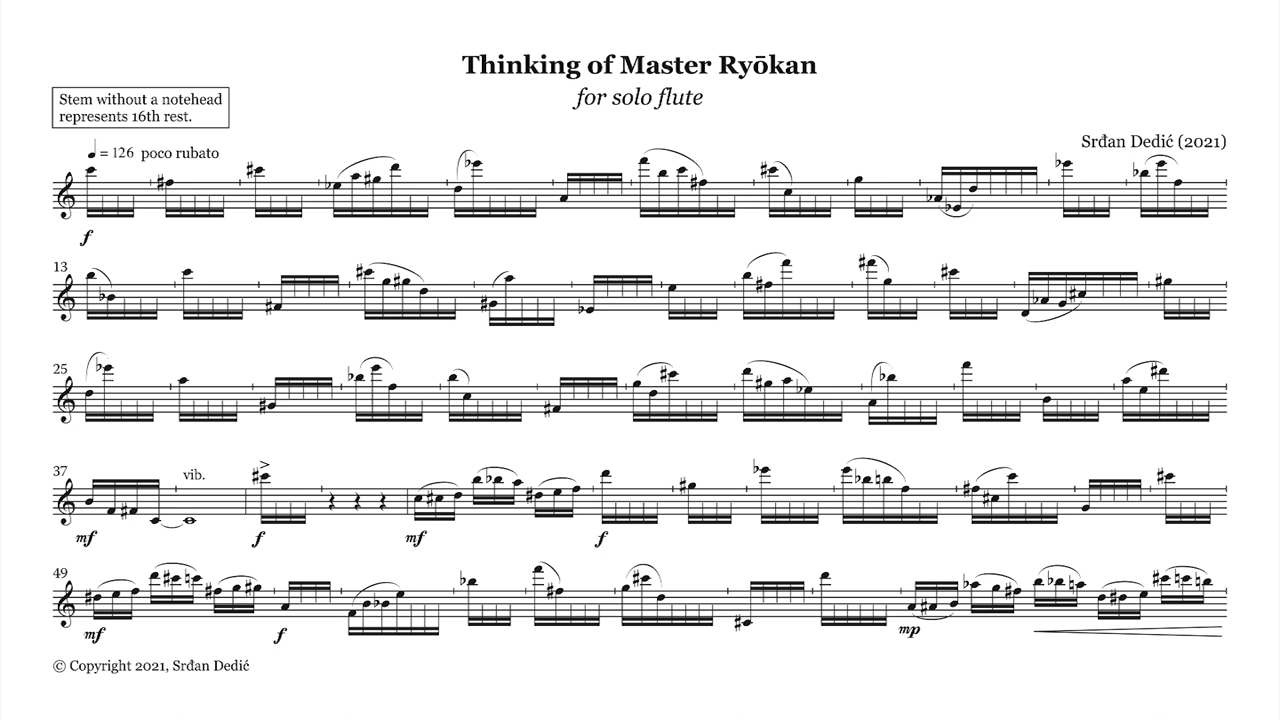 Thinking of Master Ryōkan
for solo flute
Stem without a notehead
represents 16th rest.
Srđan Dedić (2021)
= 126 poco rubato
f
13
25
37
vib.
mf f mf f
49
mf f mp
© Copyright 2021, Srđan Dedić